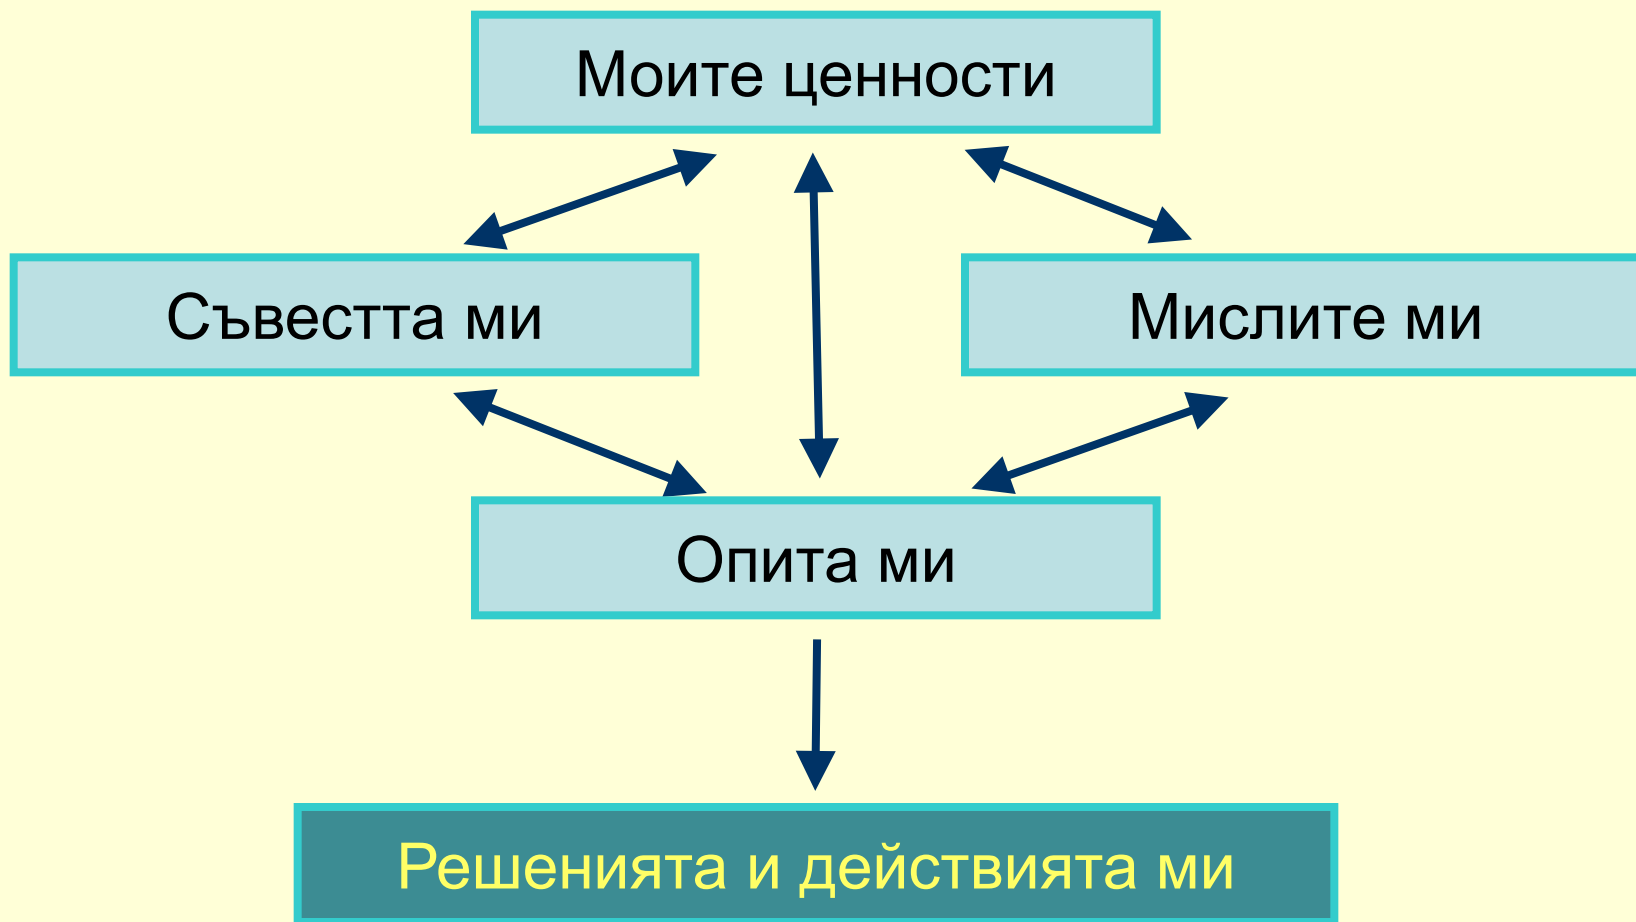 Моите ценности
Съвестта ми
Мислите ми
Опита ми
Решенията и действията ми